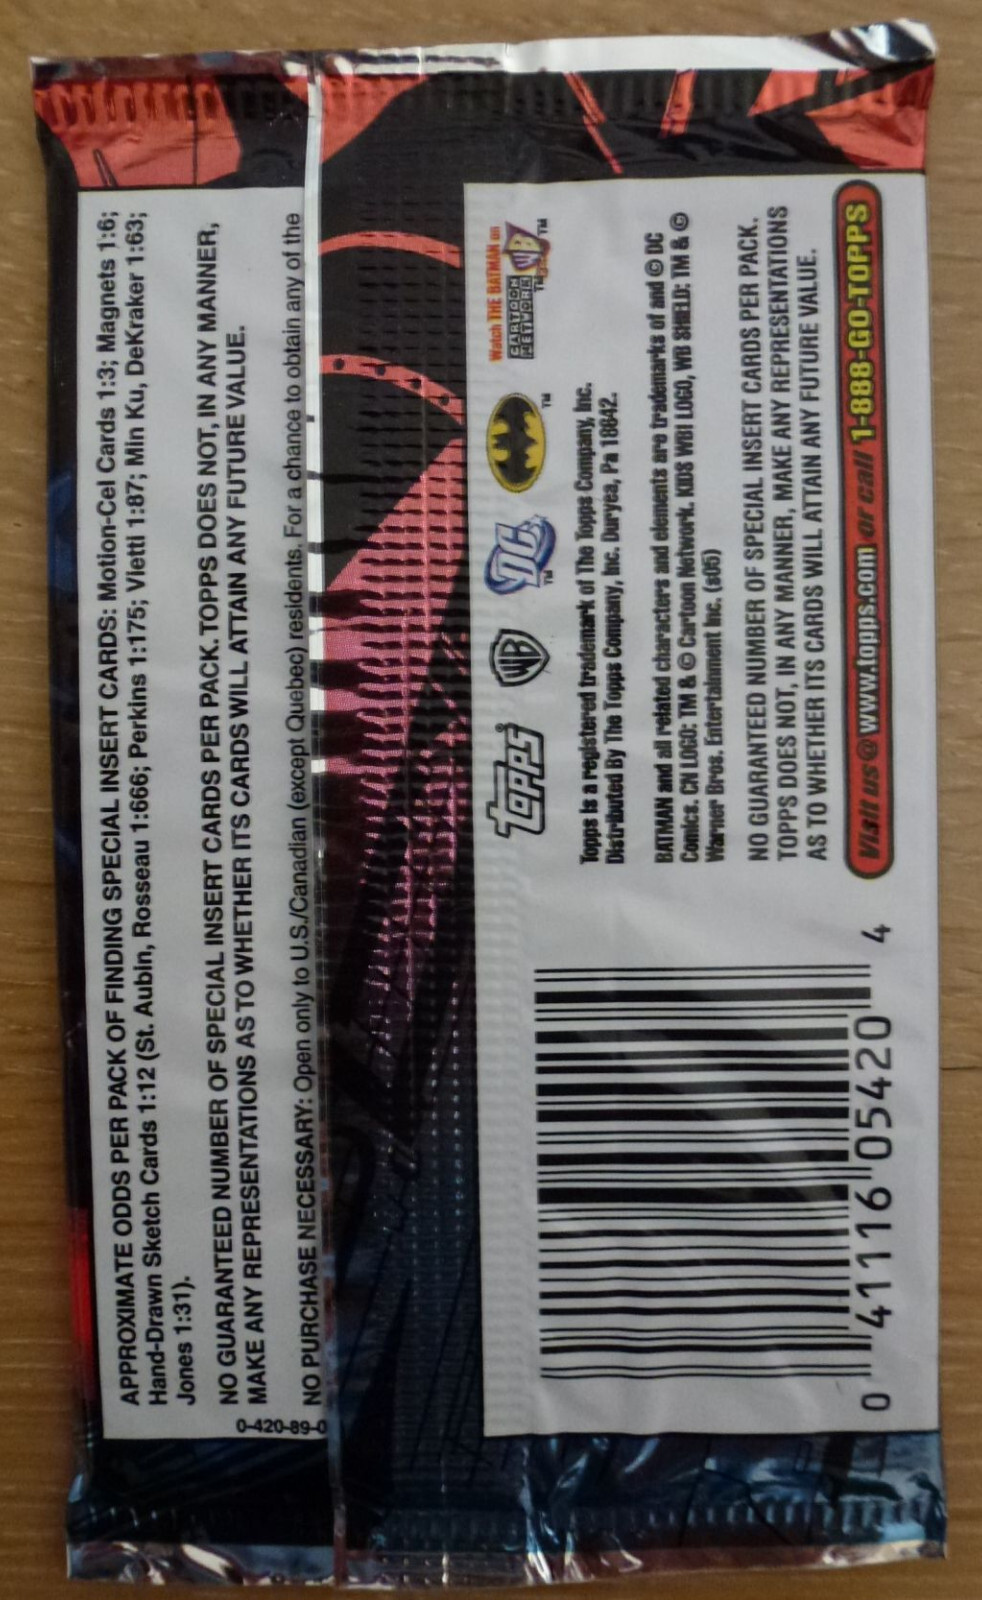 APPROXIMATE ODDS PER PACK OF FINDING SPECIAL INSERT CARDS: Motion-Cel Cards 1:3; Magnets 1:6;
Hand-Drawn Sketch Cards 1:12 (St. Aubin, Rosseau 1:666; Perkins 1:175; Vietti 1:87; Min Ku, DeKraker 1:63;
Jones 1:31).
NO GUARANTEED NUMBER OF SPECIAL INSERT CARDS PER PACK. TOPPS DOES NOT, IN ANY MANNER,
MAKE ANY REPRESENTATIONS AS TO WHETHER ITS CARDS WILL ATTAIN ANY FUTURE VALUE.
NO PURCHASE NECESSARY: Open only to U.S./Canadian (except Quebec) residents. For a chance to obtain any of the
0-420-89-0
Topps WB DC
Watch THE BATMAN on
CARTOON NETWORK KIDS WB!
Topps is a registered trademark of The Topps Company, Inc.
Distributed By The Topps Company, Inc. Duryea, Pa 18642.
BATMAN and all related characters and elements are trademarks of and © DC
Comics. CN LOGO: TM & © Cartoon Network. KIDS WB! LOGO, WB SHIELD: TM & ©
Warner Bros. Entertainment Inc. (s05)
NO GUARANTEED NUMBER OF SPECIAL INSERT CARDS PER PACK.
TOPPS DOES NOT, IN ANY MANNER, MAKE ANY REPRESENTATIONS
AS TO WHETHER ITS CARDS WILL ATTAIN ANY FUTURE VALUE.
Visit us @ www.topps.com or call 1-888-GO-TOPPS
0 41116 05420 4